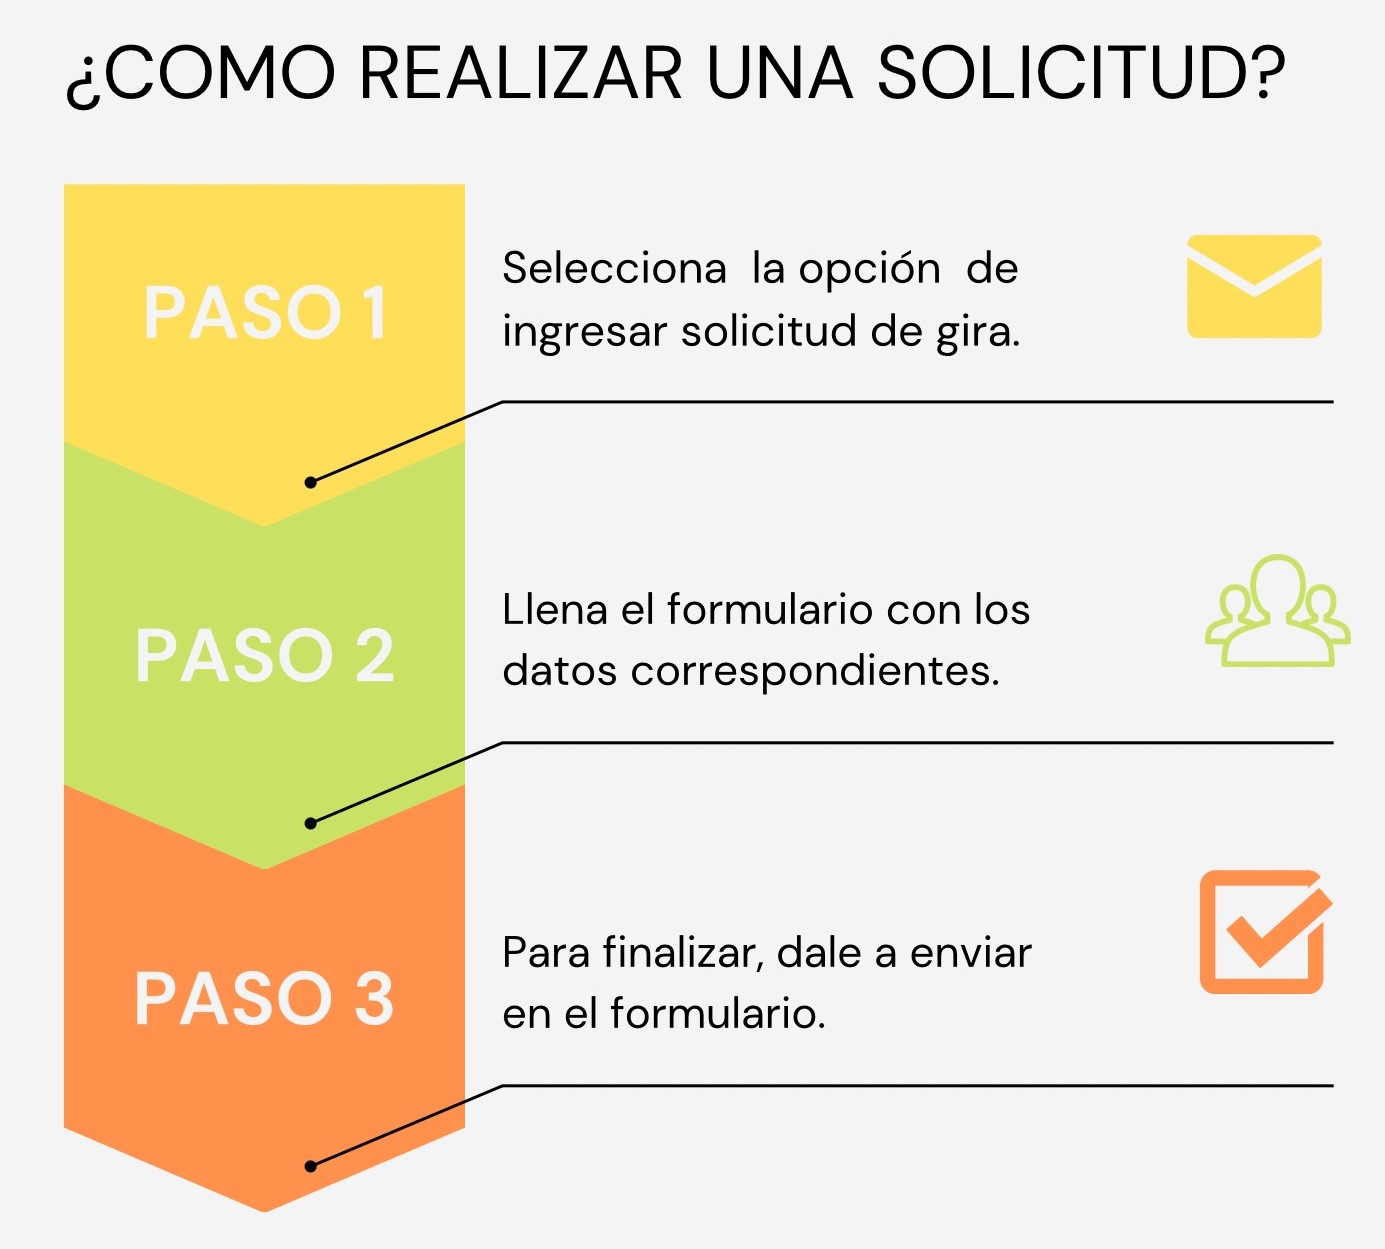 ¿COMO REALIZAR UNA SOLICITUD?
PASO 1
Selecciona la opción de
ingresar solicitud de gira.
PASO 2
Llena el formulario con los
datos correspondientes.
PASO 3
Para finalizar, dale a enviar
en el formulario.